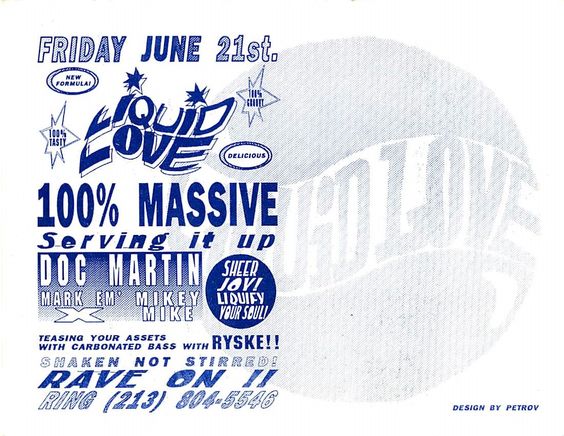 FRIDAY JUNE 21st.
NEW
FORMULA!
100%
GROOVY
100%
TASTY
LIQUID
LOVE
DELICIOUS
100% MASSIVE
Serving it up
DOC MARTIN
MARK EM' MIKEY
X MIKE
SHEER
JOY!
LIQUIFY
YOUR SOUL!
TEASING YOUR ASSETS
WITH CARBONATED BASS WITH RYSKE!!
SHAKEN NOT STIRRED!
RAVE ON !!
RING (213) 804-5546
LIQUID LOVE
DESIGN BY PETROV